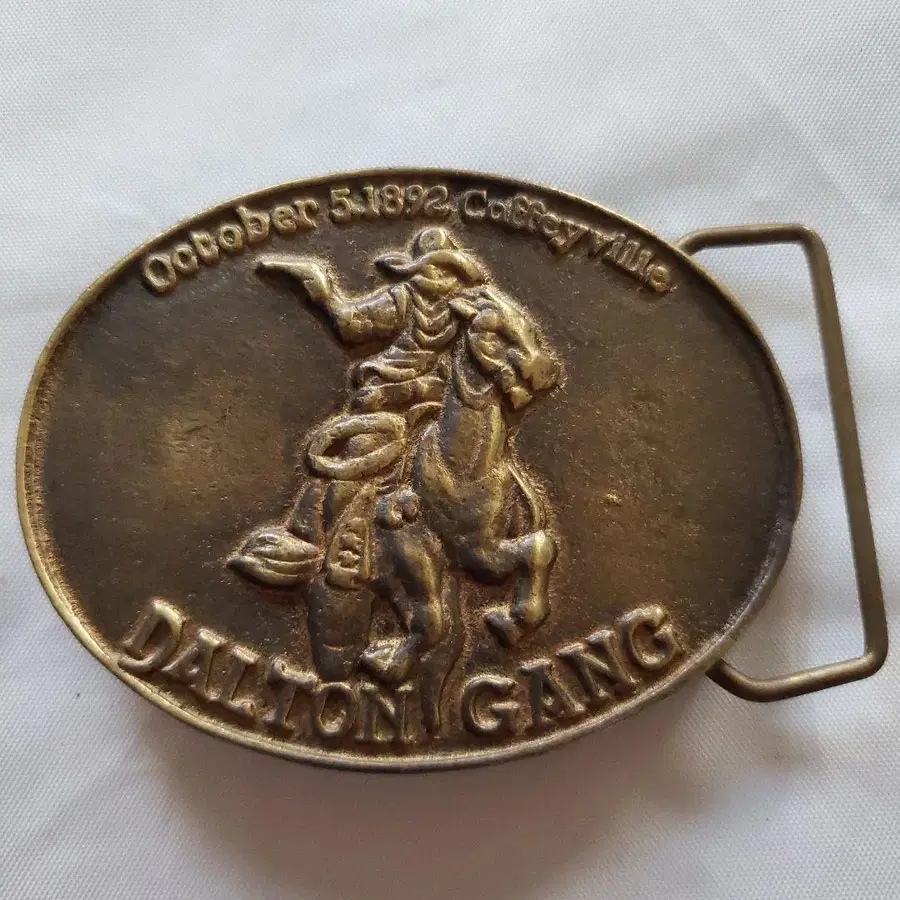 October 5.1892. Coffeyville.
DALTON GANG